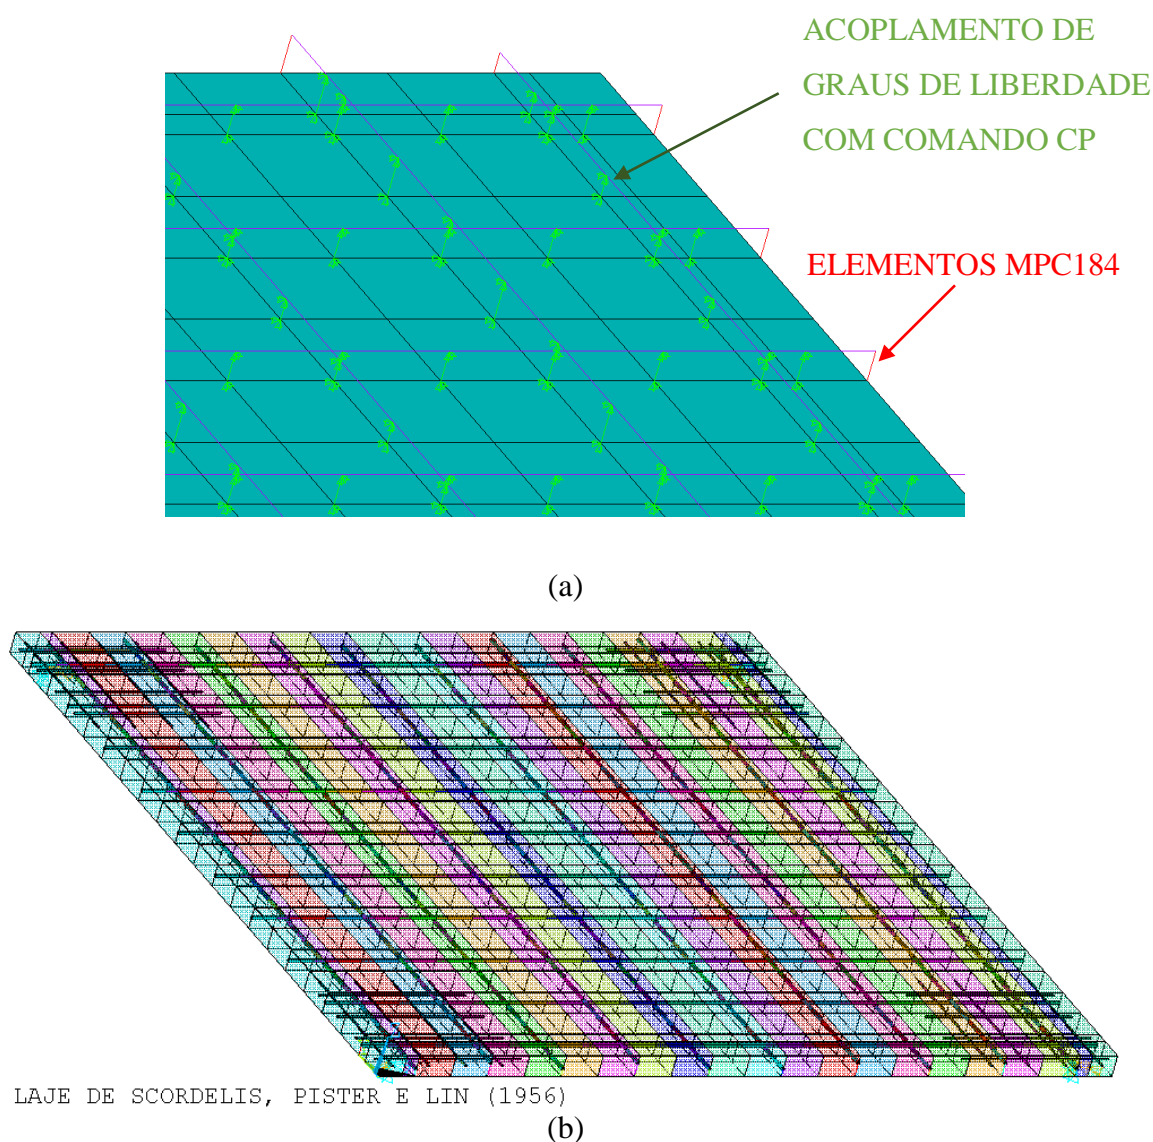 ACOPLAMENTO DE
GRAUS DE LIBERDADE
COM COMANDO CP
ELEMENTOS MPC184
(a)
LAJE DE SCORDELIS, PISTER E LIN (1956)
(b)